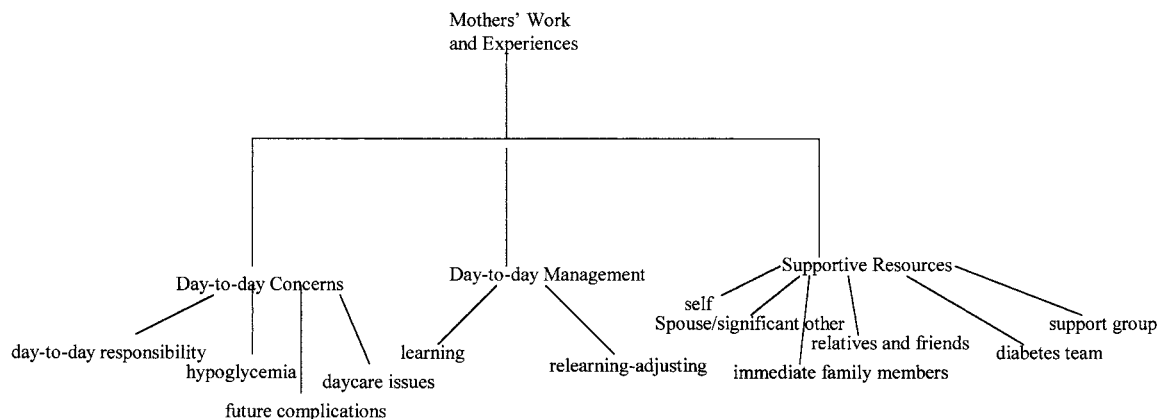 Mothers' Work
and Experiences
Day-to-day Concerns
Day-to-day Management
Supportive Resources
day-to-day responsibility
hypoglycemia
future complications
daycare issues
learning
relearning-adjusting
self
Spouse/significant other
immediate family members
relatives and friends
diabetes team
support group